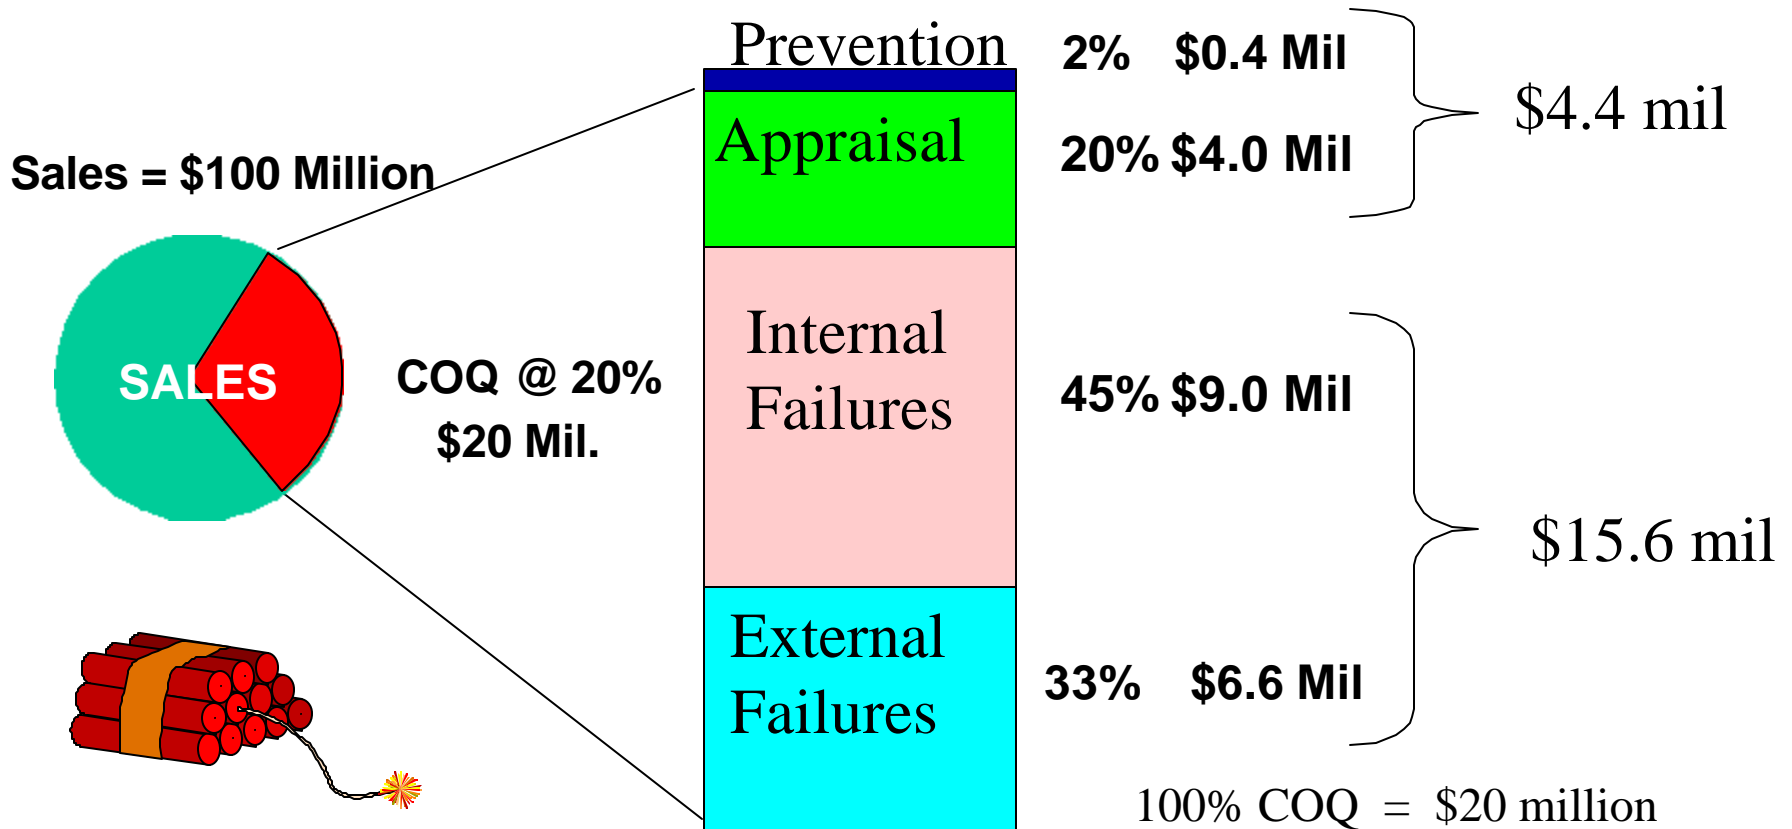 Prevention 2% $0.4 Mil
$4.4 mil
Appraisal 20% $4.0 Mil
Sales = $100 Million
SALES
COQ @ 20%
$20 Mil.
Internal
Failures
45% $9.0 Mil
$15.6 mil
External
Failures
33% $6.6 Mil
100% COQ = $20 million